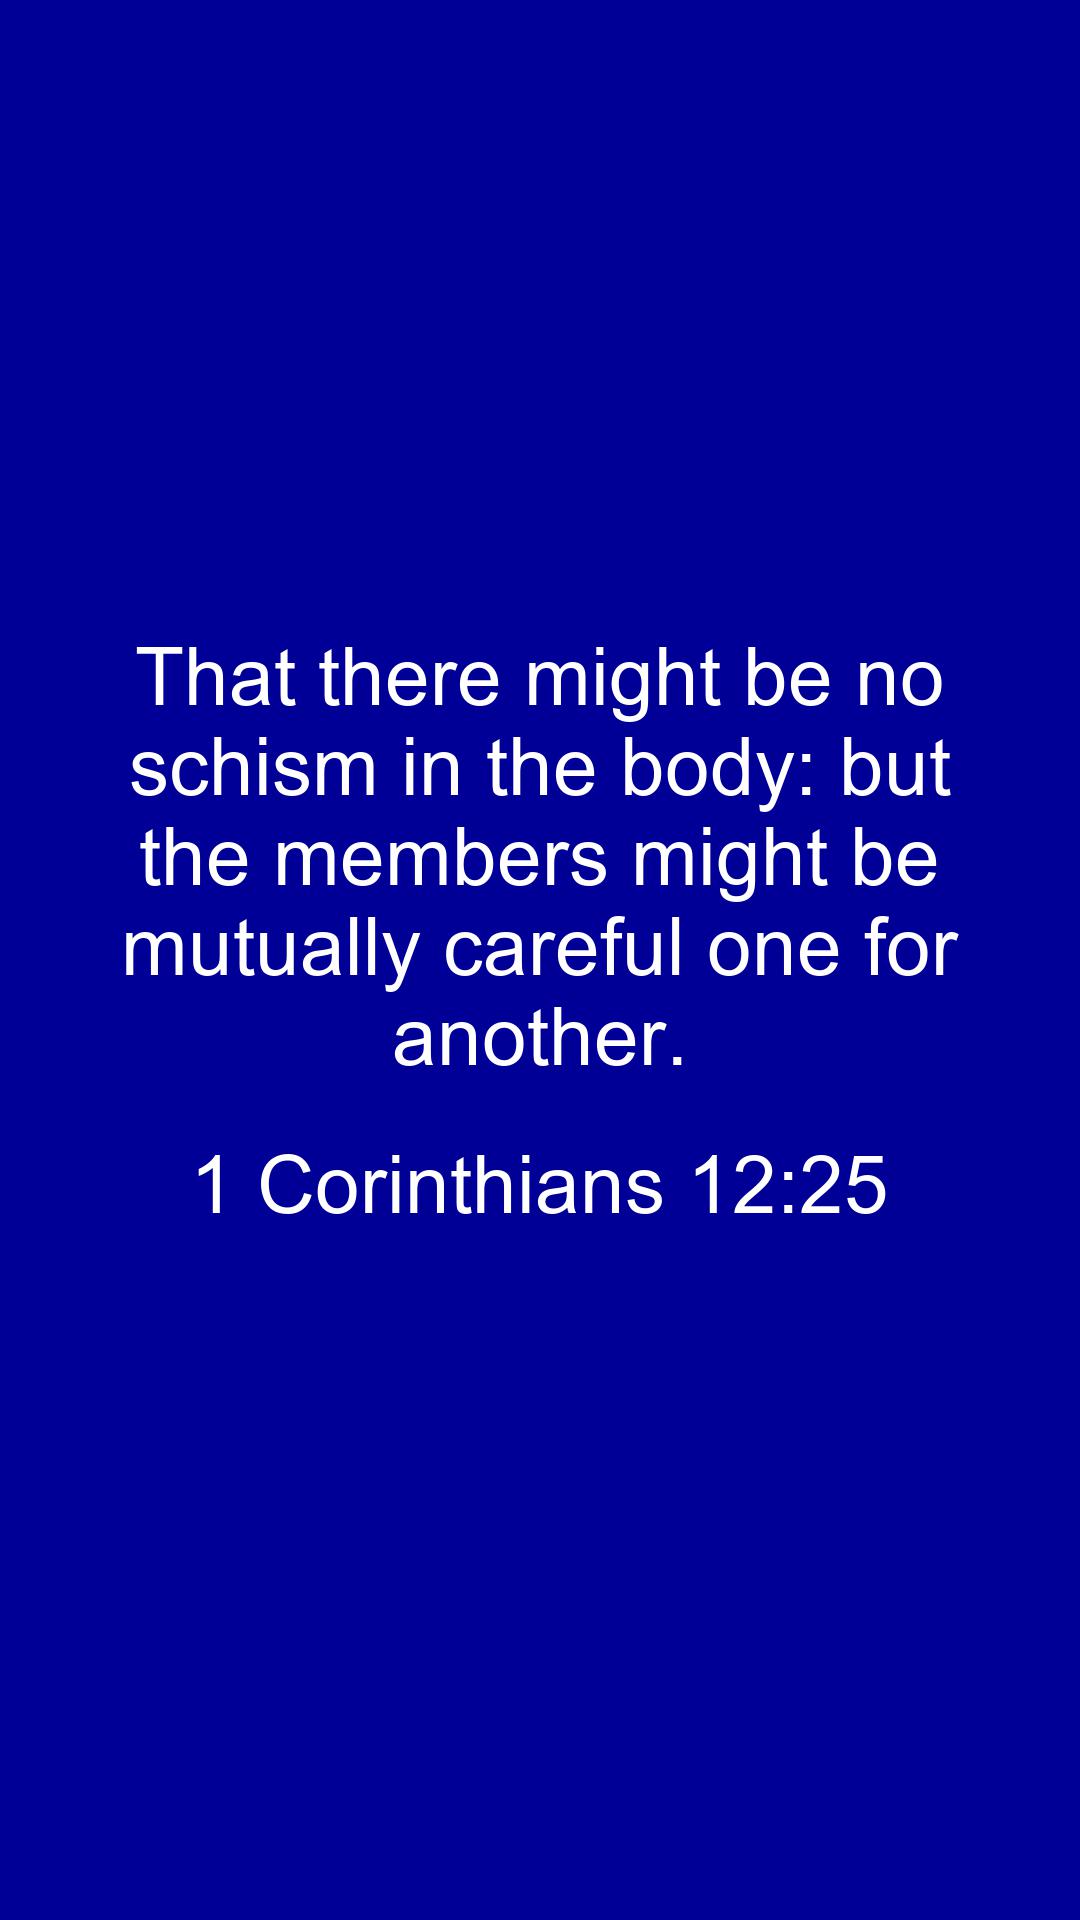 That there might be no
schism in the body: but
the members might be
mutually careful one for
another.
1 Corinthians 12:25